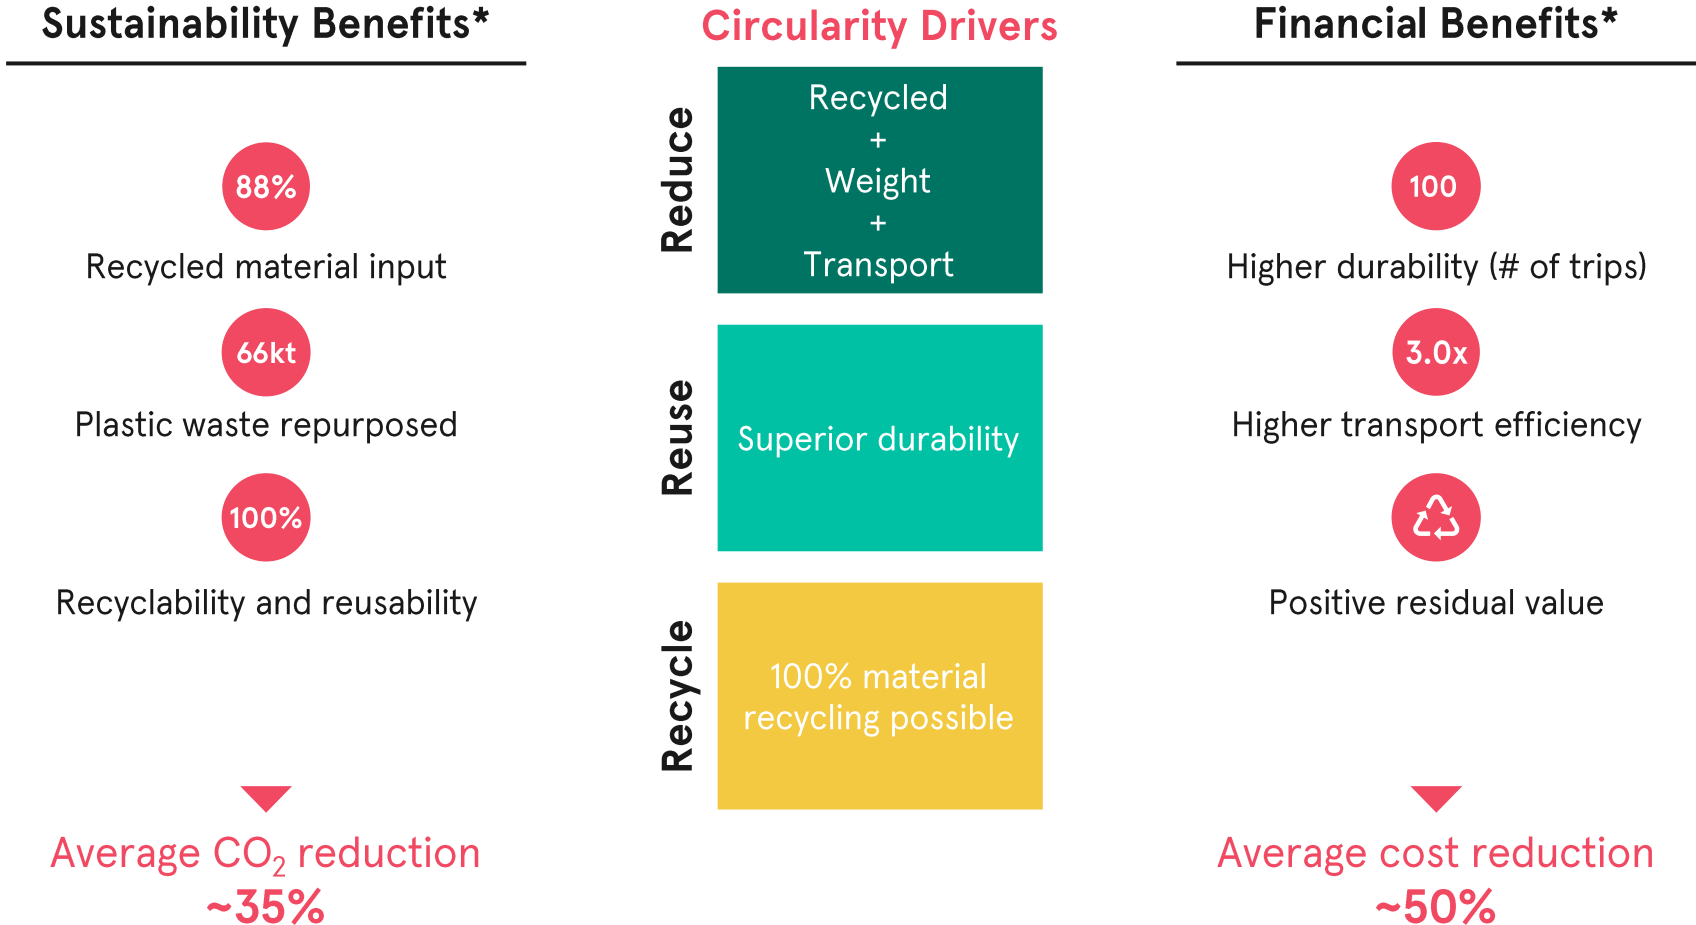 Sustainability Benefits*
88%
Recycled material input
66kt
Plastic waste repurposed
100%
Recyclability and reusability
Average CO₂ reduction
~35%
Circularity Drivers
Reduce
Recycled
+
Weight
+
Transport
Reuse
Superior durability
Recycle
100% material
recycling possible
Financial Benefits*
100
Higher durability (# of trips)
3.0x
Higher transport efficiency
Positive residual value
Average cost reduction
~50%